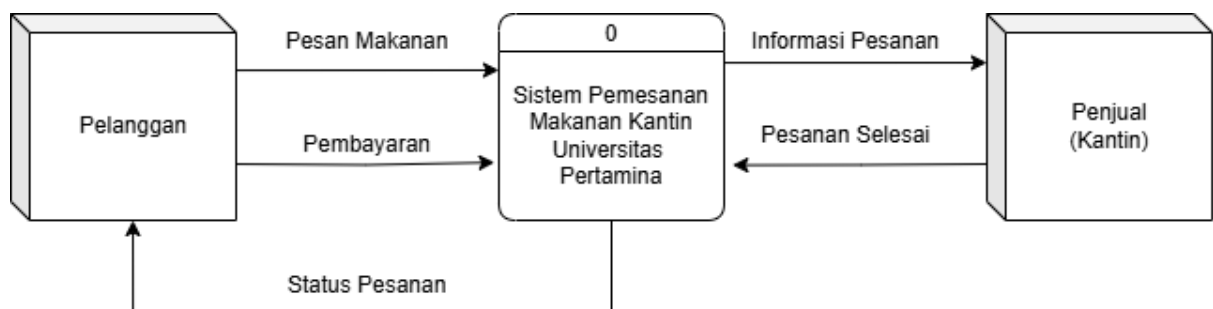 Pesan Makanan
0
Informasi Pesanan
Pelanggan
Sistem Pemesanan
Makanan Kantin
Universitas
Pertamina
Penjual
(Kantin)
Pembayaran
Pesanan Selesai
Status Pesanan